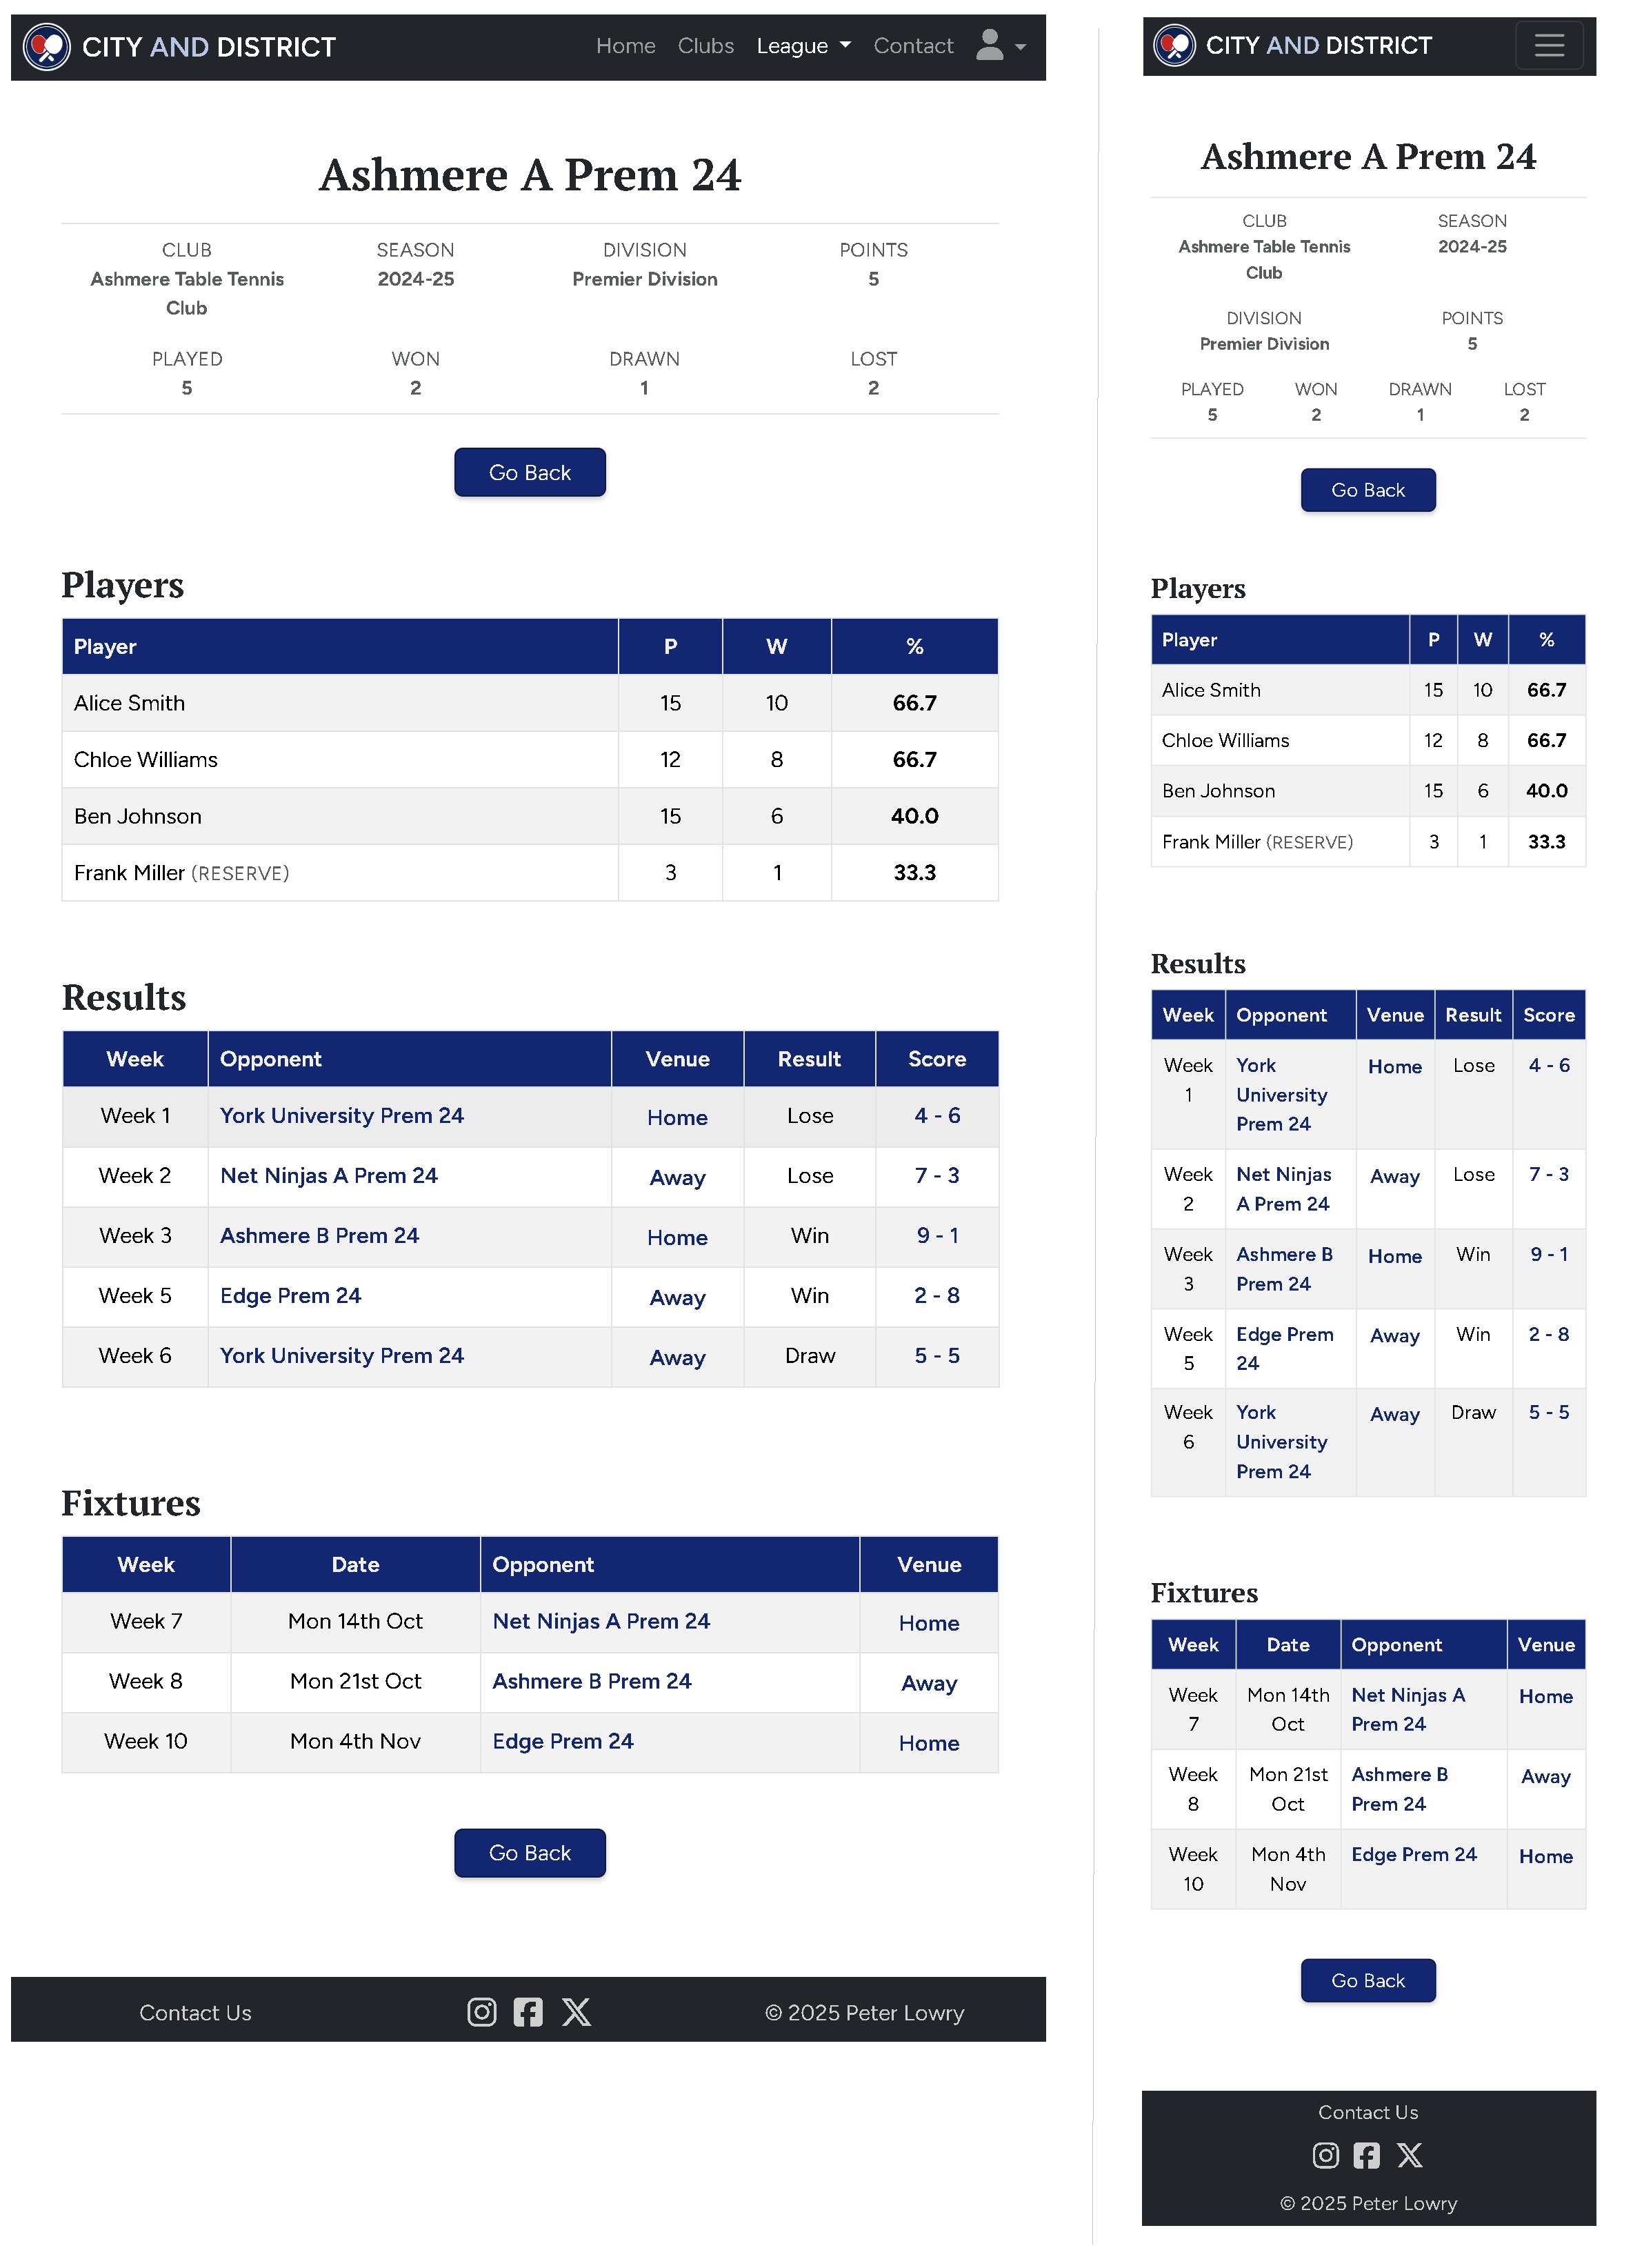 CITY AND DISTRICT
Home Clubs League Contact
Ashmere A Prem 24
CLUB SEASON DIVISION POINTS
Ashmere Table Tennis 2024-25 Premier Division 5
Club
PLAYED WON DRAWN LOST
5 2 1 2
Go Back
Players
Player P W %
Alice Smith 15 10 66.7
Chloe Williams 12 8 66.7
Ben Johnson 15 6 40.0
Frank Miller (RESERVE) 3 1 33.3
Results
Week Opponent Venue Result Score
Week 1 York University Prem 24 Home Lose 4 - 6
Week 2 Net Ninjas A Prem 24 Away Lose 7 - 3
Week 3 Ashmere B Prem 24 Home Win 9 - 1
Week 5 Edge Prem 24 Away Win 2 - 8
Week 6 York University Prem 24 Away Draw 5 - 5
Fixtures
Week Date Opponent Venue
Week 7 Mon 14th Oct Net Ninjas A Prem 24 Home
Week 8 Mon 21st Oct Ashmere B Prem 24 Away
Week 10 Mon 4th Nov Edge Prem 24 Home
Go Back
Contact Us © 2025 Peter Lowry
CITY AND DISTRICT
Ashmere A Prem 24
CLUB SEASON
Ashmere Table Tennis 2024-25
Club
DIVISION POINTS
Premier Division 5
PLAYED WON DRAWN LOST
5 2 1 2
Go Back
Players
Player P W %
Alice Smith 15 10 66.7
Chloe Williams 12 8 66.7
Ben Johnson 15 6 40.0
Frank Miller (RESERVE) 3 1 33.3
Results
Week Opponent Venue Result Score
Week York Home Lose 4 - 6
1 University
Prem 24
Week Net Ninjas Away Lose 7 - 3
2 A Prem 24
Week Ashmere B Home Win 9 - 1
3 Prem 24
Week Edge Prem Away Win 2 - 8
5 24
Week York Away Draw 5 - 5
6 University
Prem 24
Fixtures
Week Date Opponent Venue
Week Mon 14th Net Ninjas A Home
7 Oct Prem 24
Week Mon 21st Ashmere B Away
8 Oct Prem 24
Week Mon 4th Edge Prem 24 Home
10 Nov
Go Back
Contact Us
© 2025 Peter Lowry